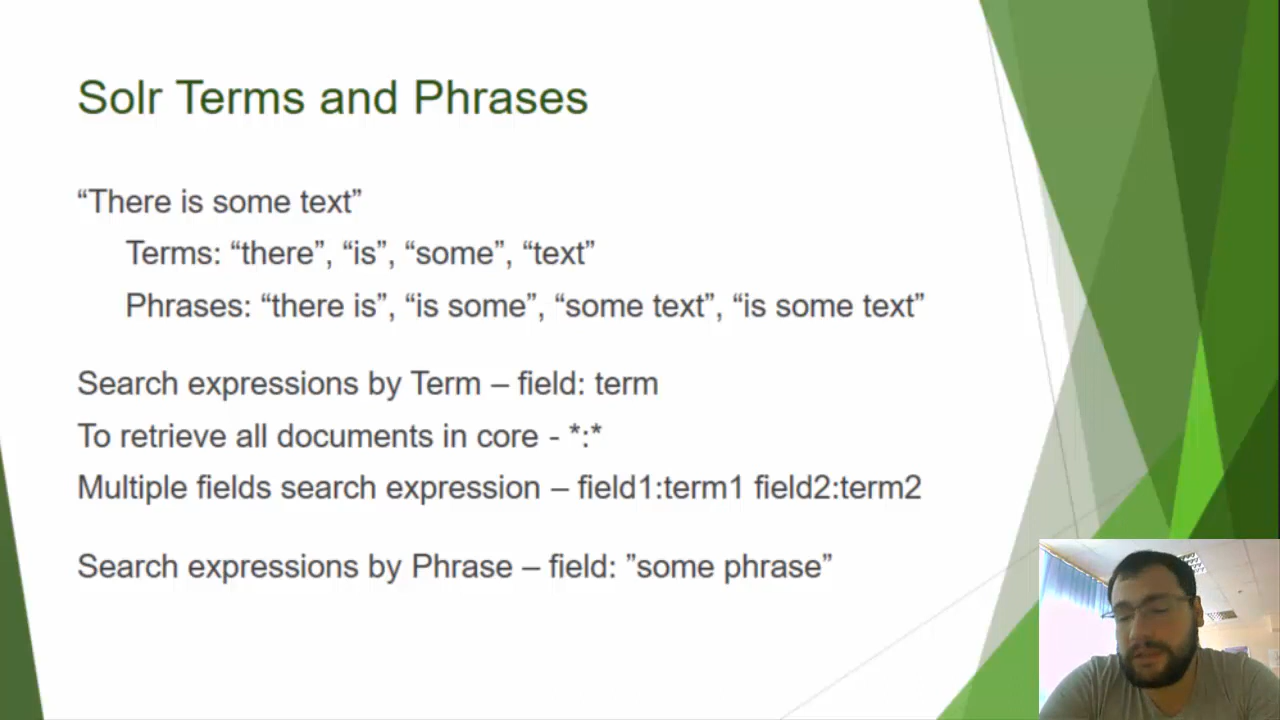 Solr Terms and Phrases
“There is some text”
Terms: “there”, “is”, “some”, “text”
Phrases: “there is”, “is some”, “some text”, “is some text”
Search expressions by Term – field: term
To retrieve all documents in core - *:*
Multiple fields search expression – field1:term1 field2:term2
Search expressions by Phrase – field: ”some phrase”